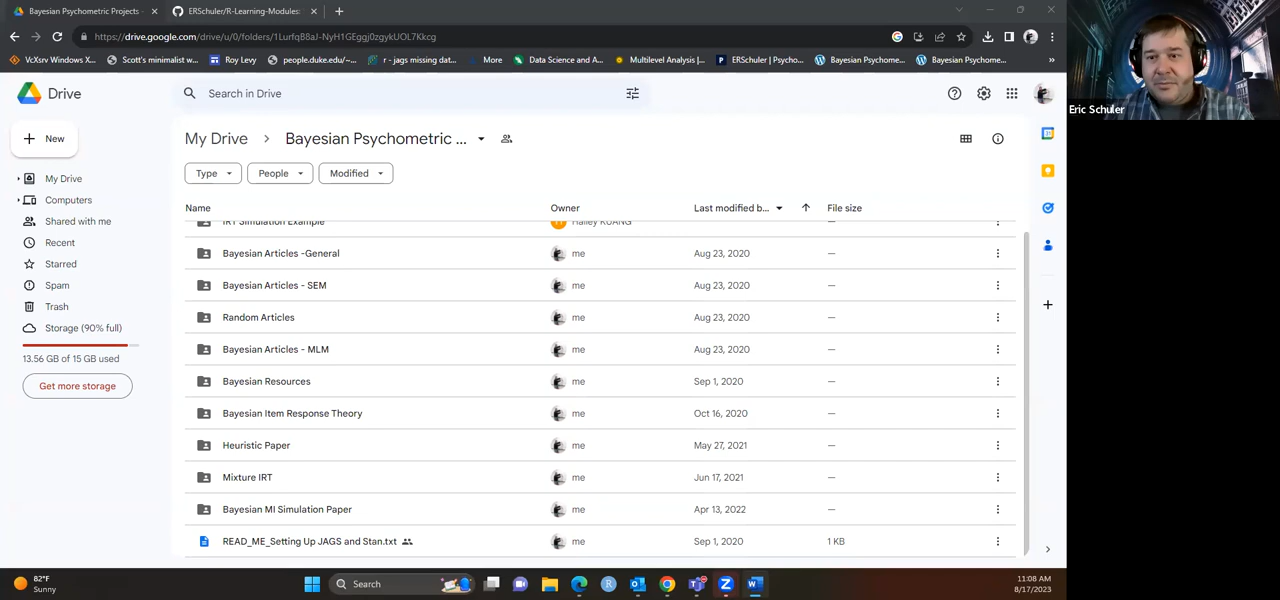 Bayesian Psychometric Projects -
ERSchuler/R-Learning-Modules:
https://drive.google.com/drive/u/0/folders/1LurfqB8aJ-NyH1GEggj0zgykUOL7Kkcg
VcXsrv Windows X... Scott's minimalist w... Roy Levy people.duke.edu/~... r - jags missing dat... More Data Science and A... Multilevel Analysis |... ERSchuler | Psycho... Bayesian Psychome... Bayesian Psychome... »
Drive
Search in Drive
New
My Drive
Computers
Shared with me
Recent
Starred
Spam
Trash
Storage (90% full)
13.56 GB of 15 GB used
Get more storage
My Drive > Bayesian Psychometric ...
Type People Modified
Name Owner Last modified b... File size
IRT Simulation Example Hailey KUANG —
Bayesian Articles -General me Aug 23, 2020 —
Bayesian Articles - SEM me Aug 23, 2020 —
Random Articles me Aug 23, 2020 —
Bayesian Articles - MLM me Aug 23, 2020 —
Bayesian Resources me Sep 1, 2020 —
Bayesian Item Response Theory me Oct 16, 2020 —
Heuristic Paper me May 27, 2021 —
Mixture IRT me Jun 17, 2021 —
Bayesian MI Simulation Paper me Apr 13, 2022 —
READ_ME_Setting Up JAGS and Stan.txt me Sep 1, 2020 1 KB
Eric Schuler
82°F
Sunny
Search
11:08 AM
8/17/2023